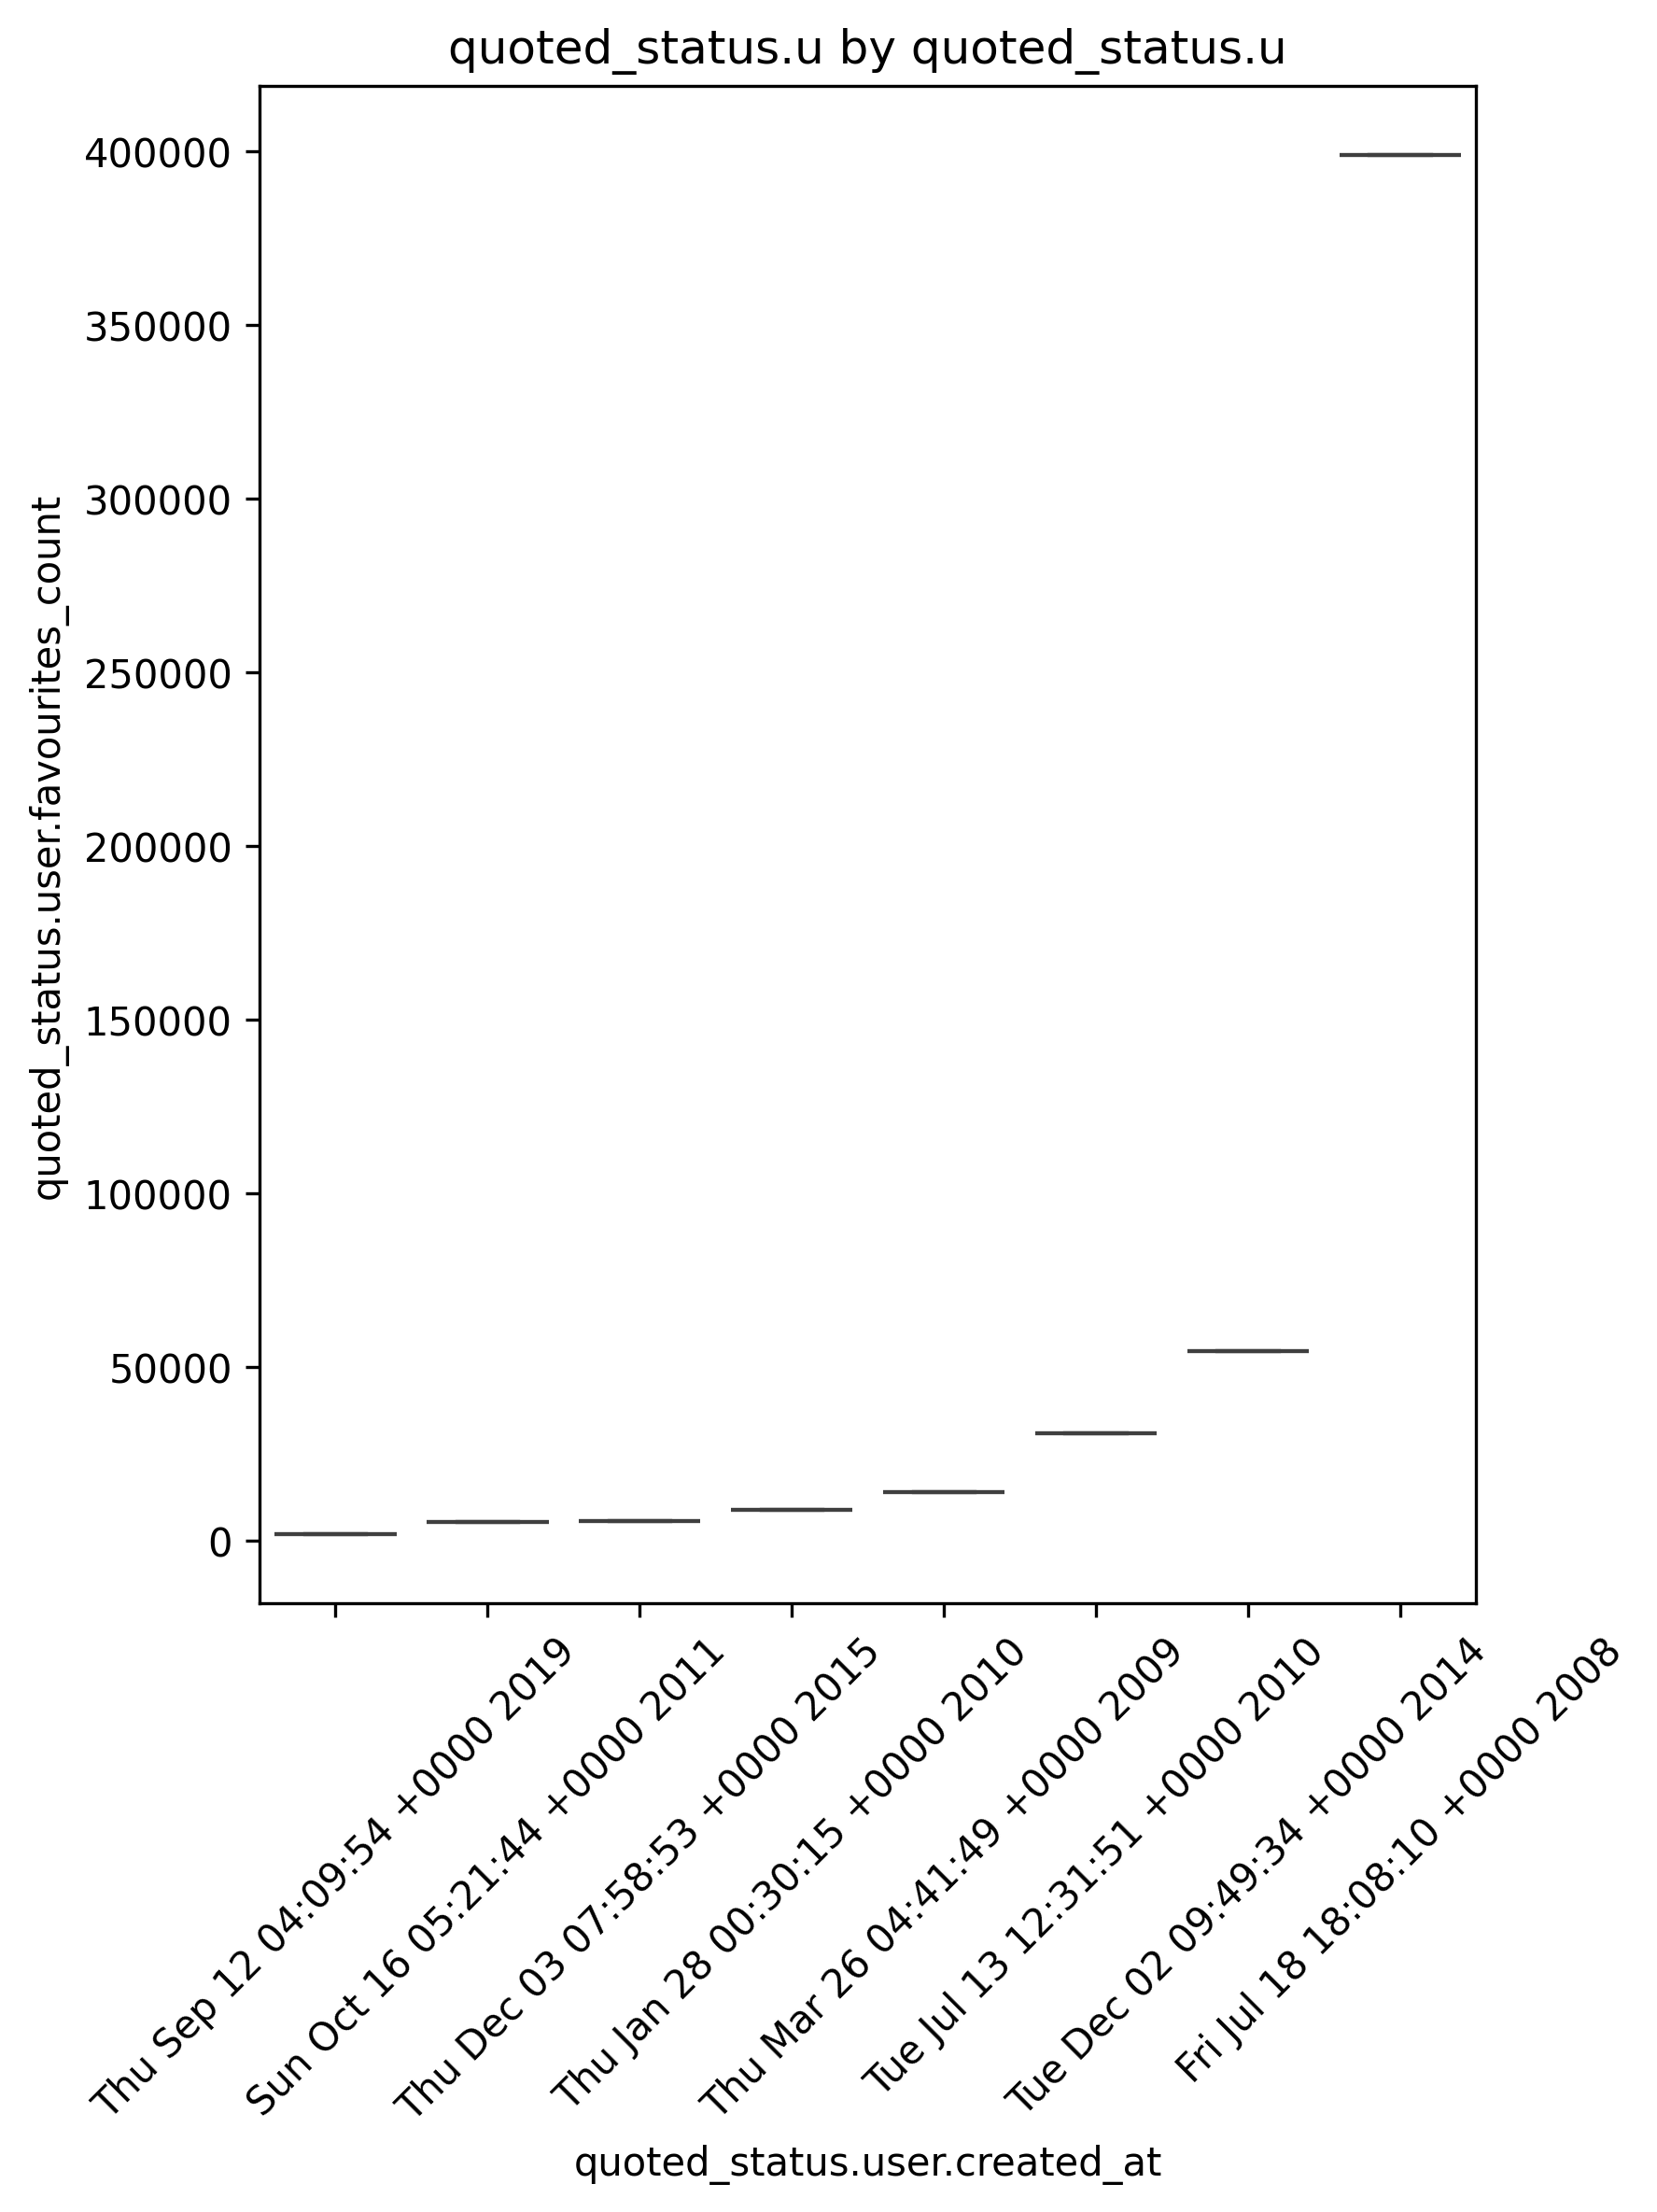 quoted_status.u by quoted_status.u
quoted_status.user.favourites_count
400000
350000
300000
250000
200000
150000
100000
50000
0
Thu Sep 12 04:09:54 +0000 2019
Sun Oct 16 05:21:44 +0000 2011
Thu Dec 03 07:58:53 +0000 2015
Thu Jan 28 00:30:15 +0000 2010
Thu Mar 26 04:41:49 +0000 2009
Tue Jul 13 12:31:51 +0000 2010
Tue Dec 02 09:49:34 +0000 2014
Fri Jul 18 18:08:10 +0000 2008
quoted_status.user.created_at